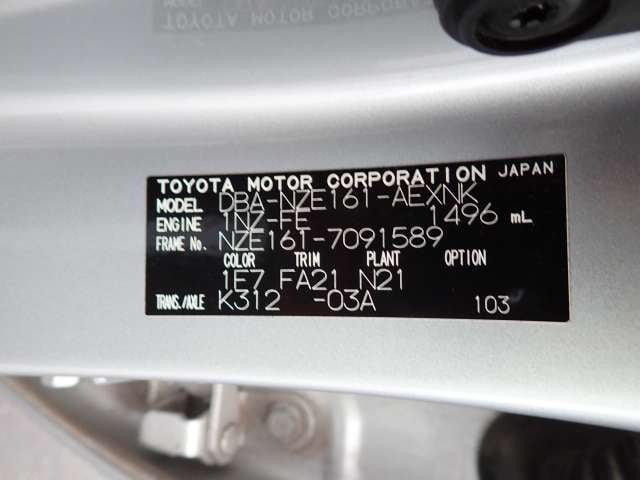 TOYOTA MOTOR CORPORATION JAPAN
MODEL DBA-NZE161-AEXNK
ENGINE 1NZ-FE 1496 mL
FRAME No. NZE161-7091589
COLOR TRIM PLANT OPTION
1E7 FA21 N21
TRANS./AXLE K312 -03A 103